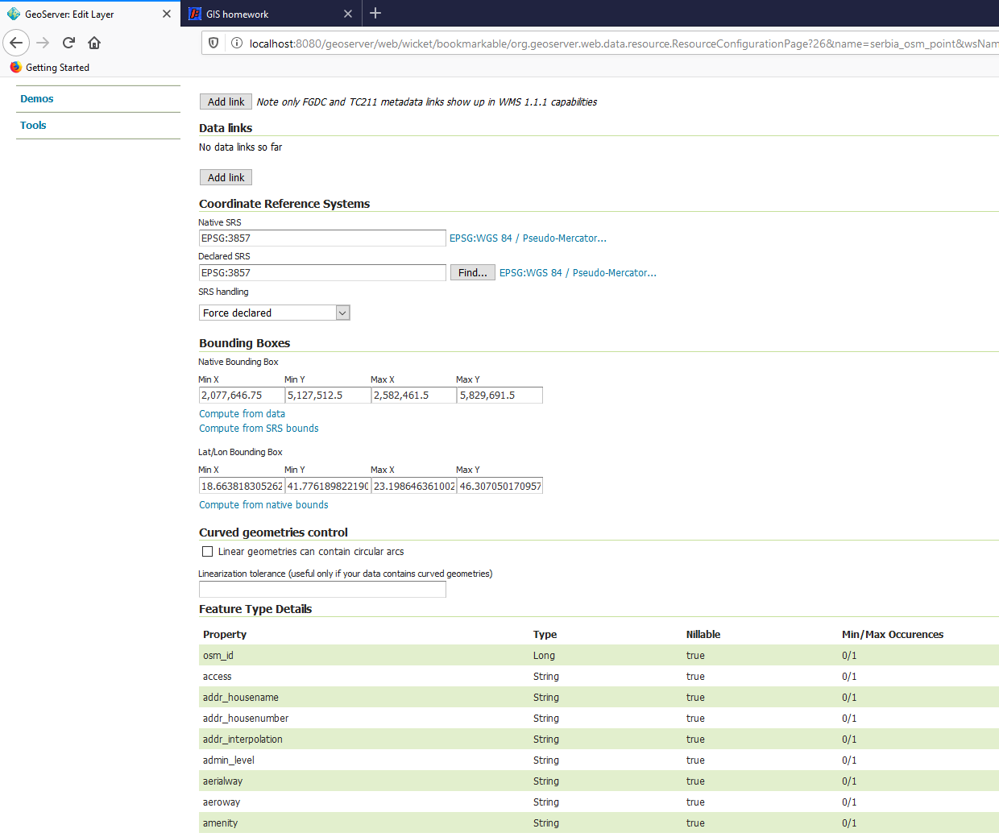 GeoServer: Edit Layer
GIS homework
localhost:8080/geoserver/web/wicket/bookmarkable/org.geoserver.web.data.resource.ResourceConfigurationPage?26&name=serbia_osm_point&wsNam
Getting Started
Demos
Tools
Add link Note only FGDC and TC211 metadata links show up in WMS 1.1.1 capabilities
Data links
No data links so far
Add link
Coordinate Reference Systems
Native SRS
EPSG:3857 EPSG:WGS 84 / Pseudo-Mercator...
Declared SRS
EPSG:3857 Find... EPSG:WGS 84 / Pseudo-Mercator...
SRS handling
Force declared
Bounding Boxes
Native Bounding Box
Min X Min Y Max X Max Y
2,077,646.75 5,127,512.5 2,582,461.5 5,829,691.5
Compute from data
Compute from SRS bounds
Lat/Lon Bounding Box
Min X Min Y Max X Max Y
18.663818305262 41.776189822190 23.198646361002 46.307050170957
Compute from native bounds
Curved geometries control
Linear geometries can contain circular arcs
Linearization tolerance (useful only if your data contains curved geometries)
Feature Type Details
Property Type Nillable Min/Max Occurences
osm_id Long true 0/1
access String true 0/1
addr_housename String true 0/1
addr_housenumber String true 0/1
addr_interpolation String true 0/1
admin_level String true 0/1
aerialway String true 0/1
aeroway String true 0/1
amenity String true 0/1